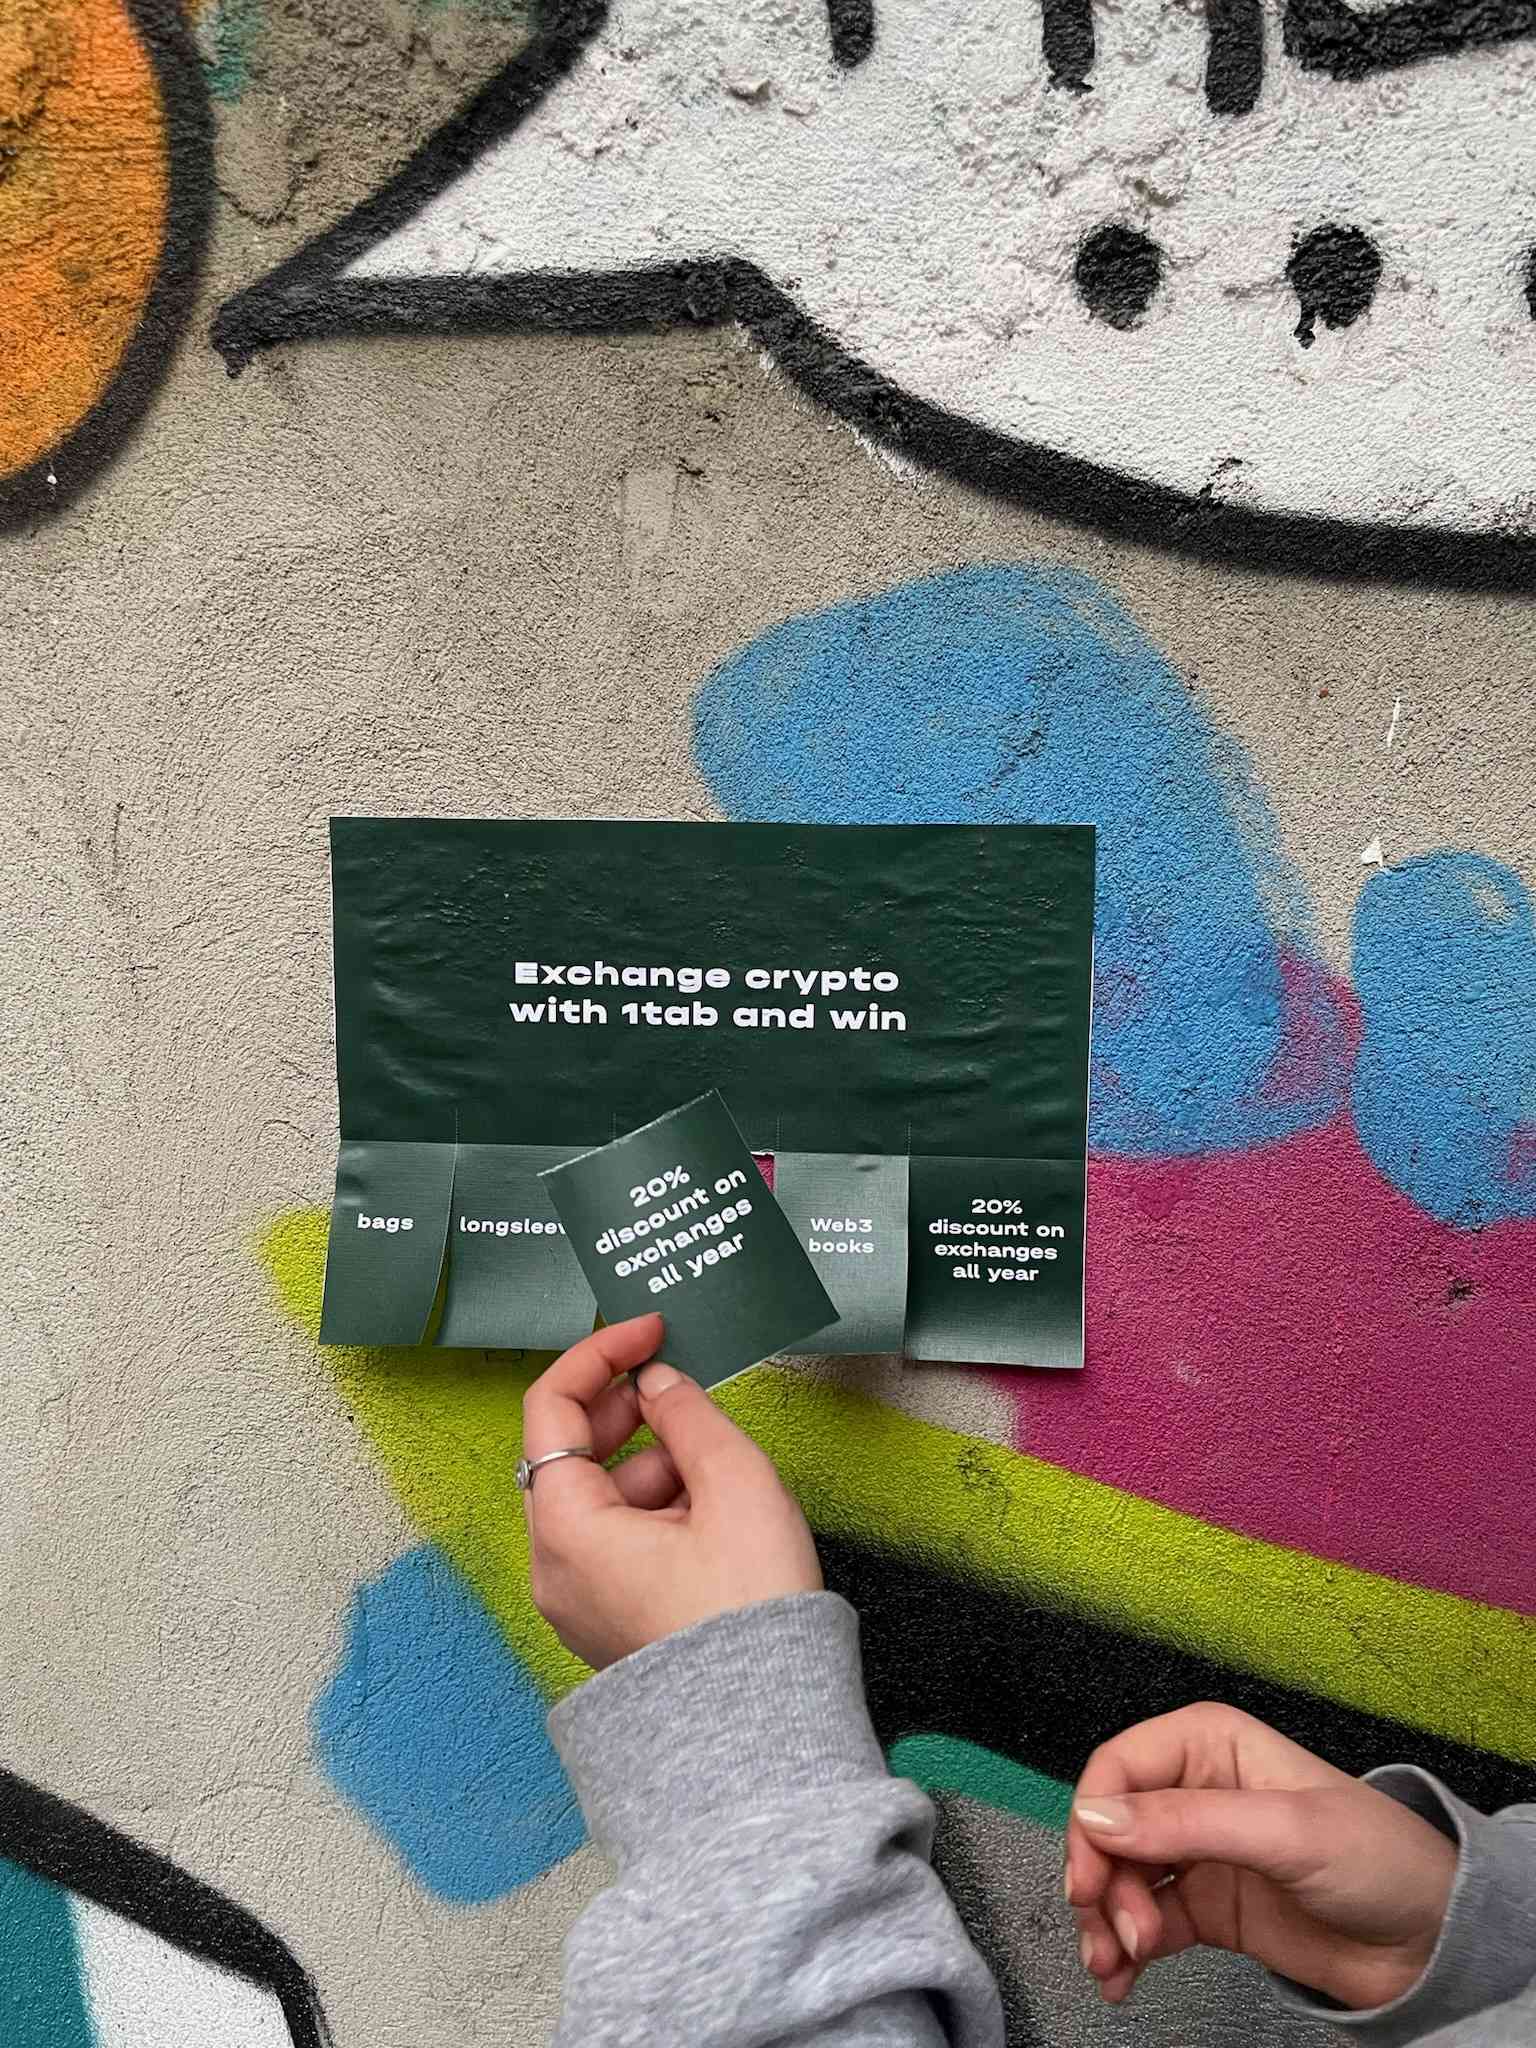 Exchange crypto
with 1tab and win
bags
20%
discount on
exchanges
all year
Web3
books
20%
discount on
exchanges
all year